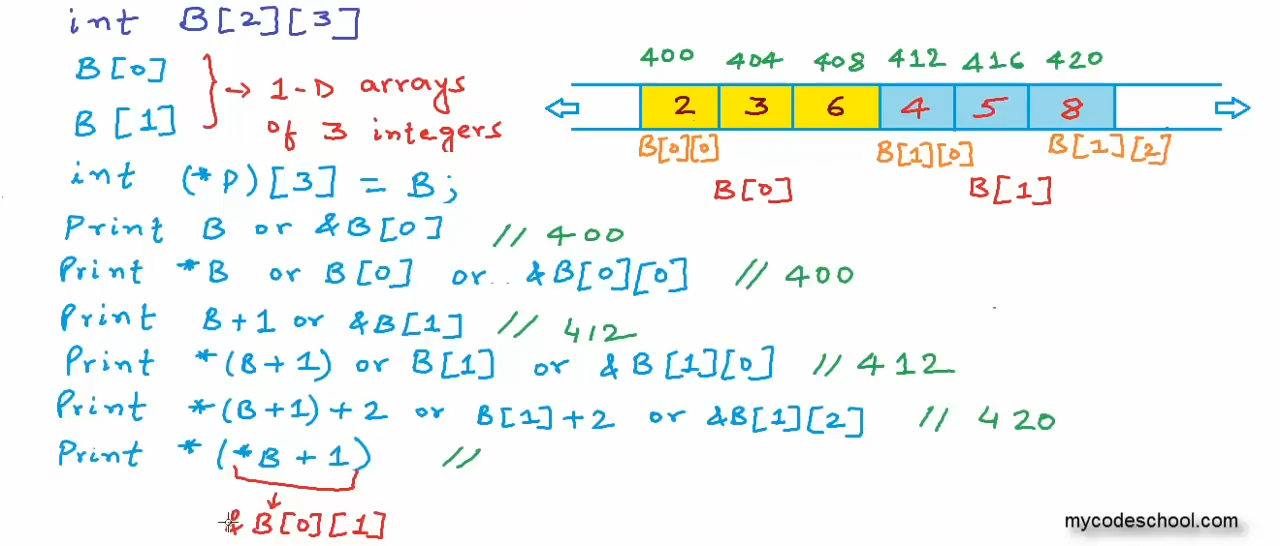 int B[2][3]
B[0]
B[1]
→ 1-D arrays
of 3 integers
400 404 408 412 416 420
2 3 6 4 5 8
B[0][0] B[1][0] B[1][2]
B[0] B[1]
int (*P)[3] = B;
Print B or &B[0] // 400
Print *B or B[0] or &B[0][0] // 400
Print B+1 or &B[1] // 412
Print *(B+1) or B[1] or &B[1][0] // 412
Print *(B+1)+2 or B[1]+2 or &B[1][2] // 420
Print *(*B+1) //
&B[0][1]
mycodeschool.com